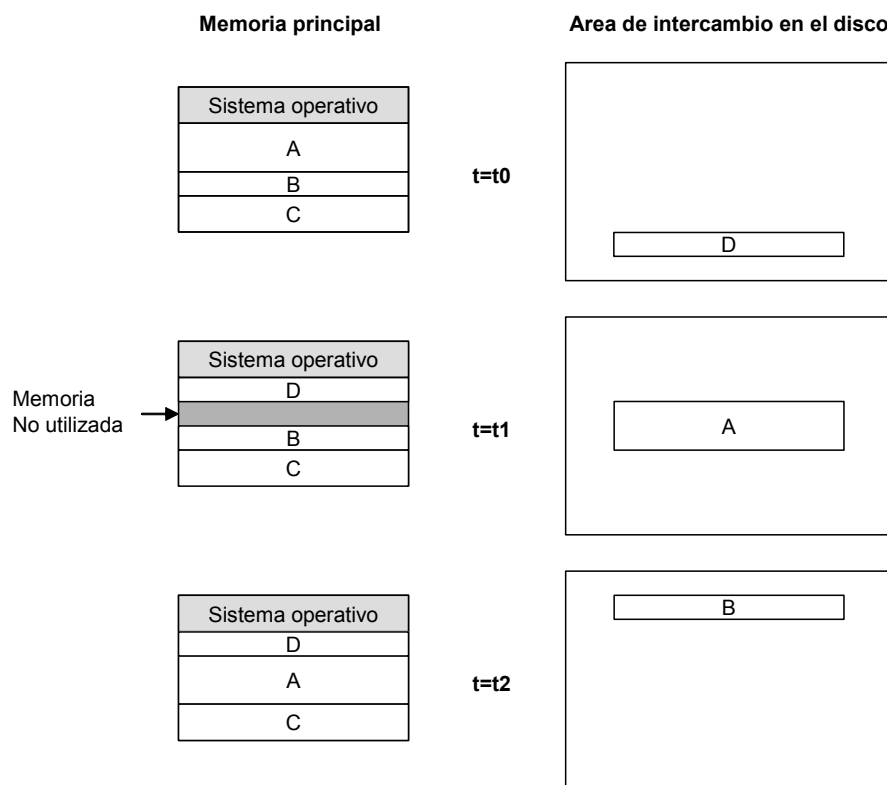 Memoria principal
Area de intercambio en el disco
Sistema operativo
A
B
C
t=t0
D
Sistema operativo
D
Memoria
No utilizada
B
C
t=t1
A
Sistema operativo
D
A
C
t=t2
B